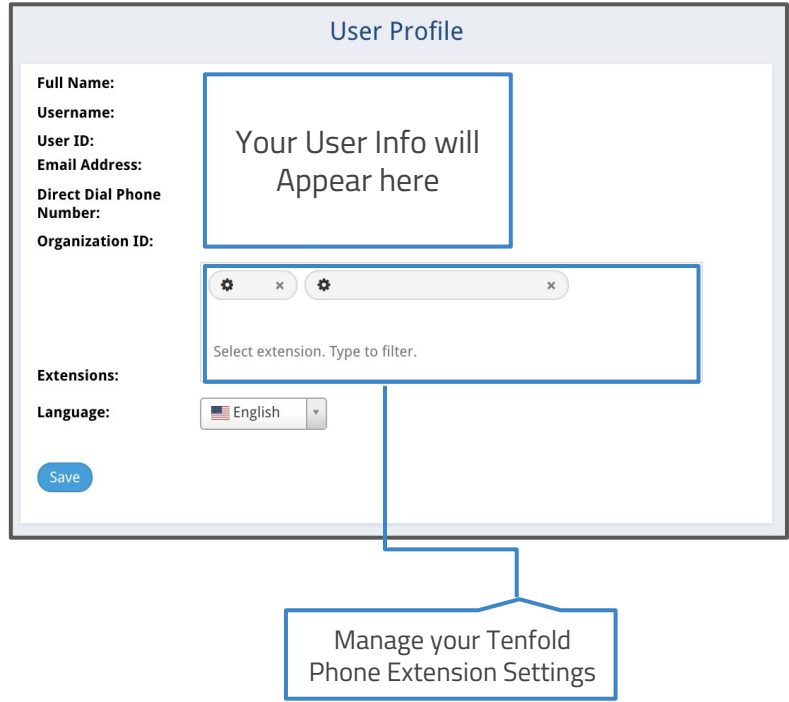 User Profile
Full Name:
Username:
User ID:
Email Address:
Direct Dial Phone
Number:
Organization ID:
Your User Info will
Appear here
Select extension. Type to filter.
Extensions:
Language:
English
Save
Manage your Tenfold
Phone Extension Settings